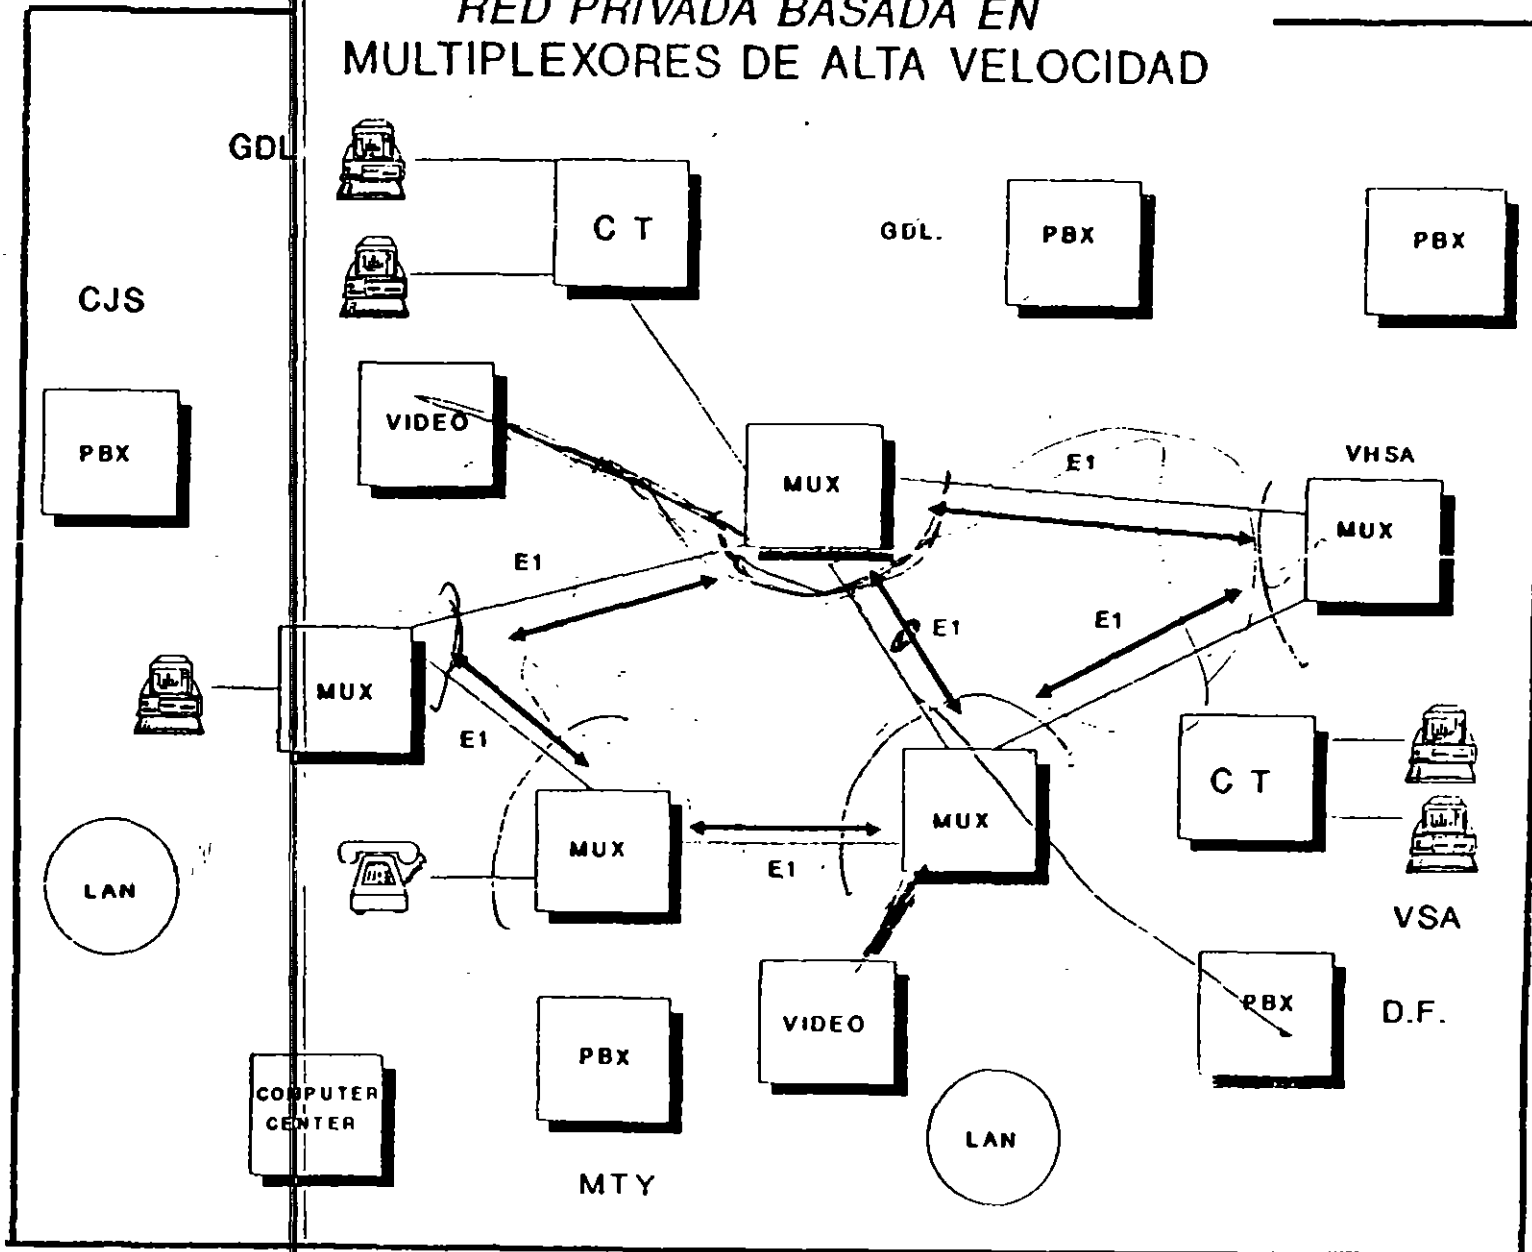 RED PRIVADA BASADA EN
MULTIPLEXORES DE ALTA VELOCIDAD
GDL
C T
GDL.
PBX
PBX
CJS
VIDEO
PBX
MUX
E1
VHSA
MUX
E1
E1
E1
MUX
E1
C T
MUX
MUX
E1
LAN
VSA
PBX
D.F.
VIDEO
PBX
COMPUTER
CENTER
LAN
MTY